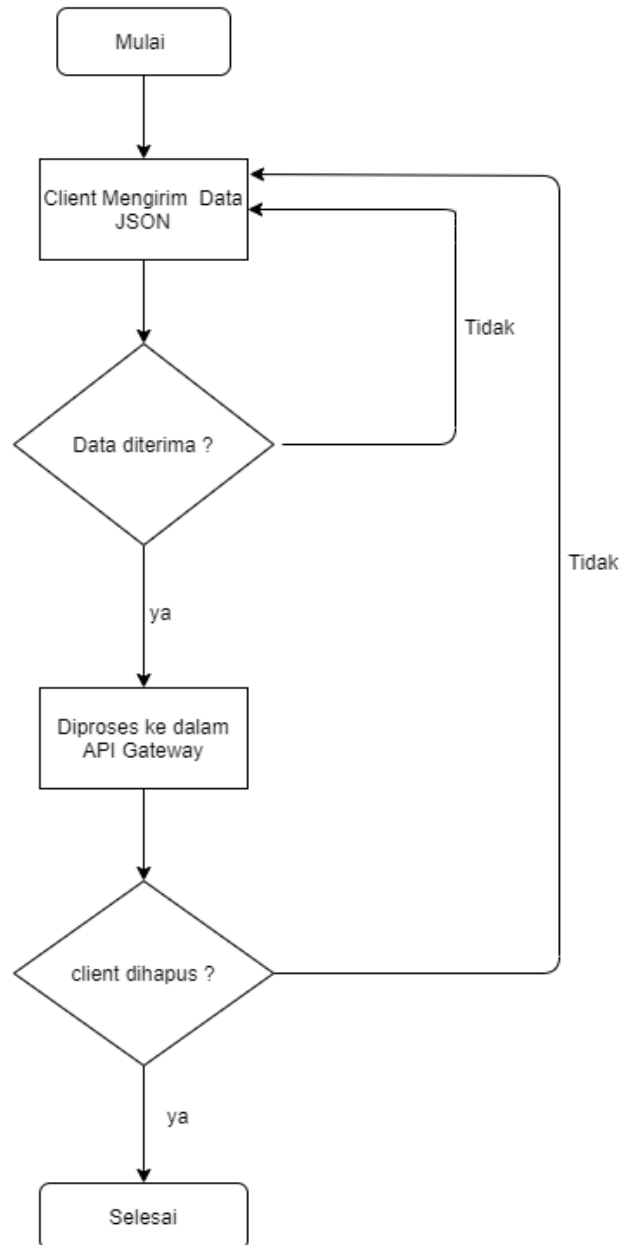 Mulai
Client Mengirim  Data
JSON
Tidak
Data diterima ?
Tidak
ya
Diproses ke dalam
API Gateway
client dihapus ?
ya
Selesai